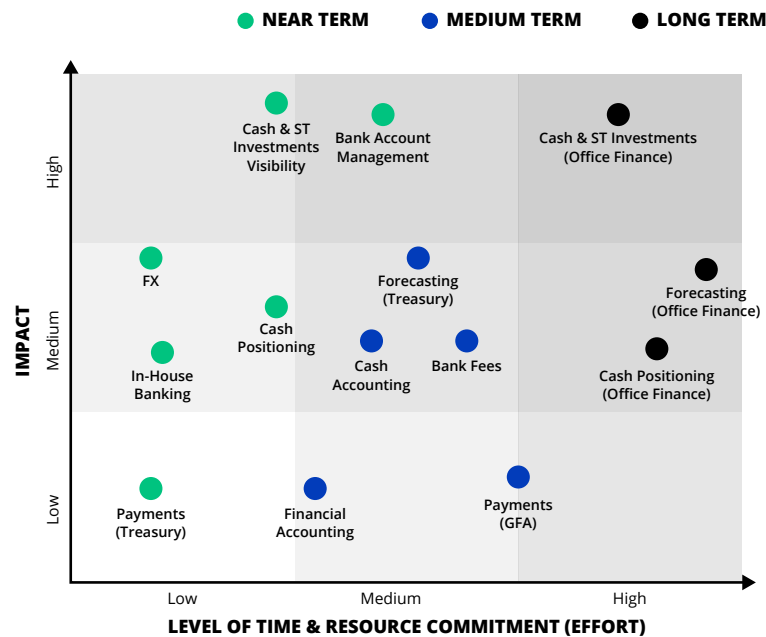 NEAR TERM
MEDIUM TERM
LONG TERM
IMPACT
High
Medium
Low
Cash & ST
Investments
Visibility
Bank Account
Management
Cash & ST Investments
(Office Finance)
FX
Forecasting
(Treasury)
Forecasting
(Office Finance)
Cash
Positioning
In-House
Banking
Cash
Accounting
Bank Fees
Cash Positioning
(Office Finance)
Payments
(Treasury)
Financial
Accounting
Payments
(GFA)
Low
Medium
High
LEVEL OF TIME & RESOURCE COMMITMENT (EFFORT)